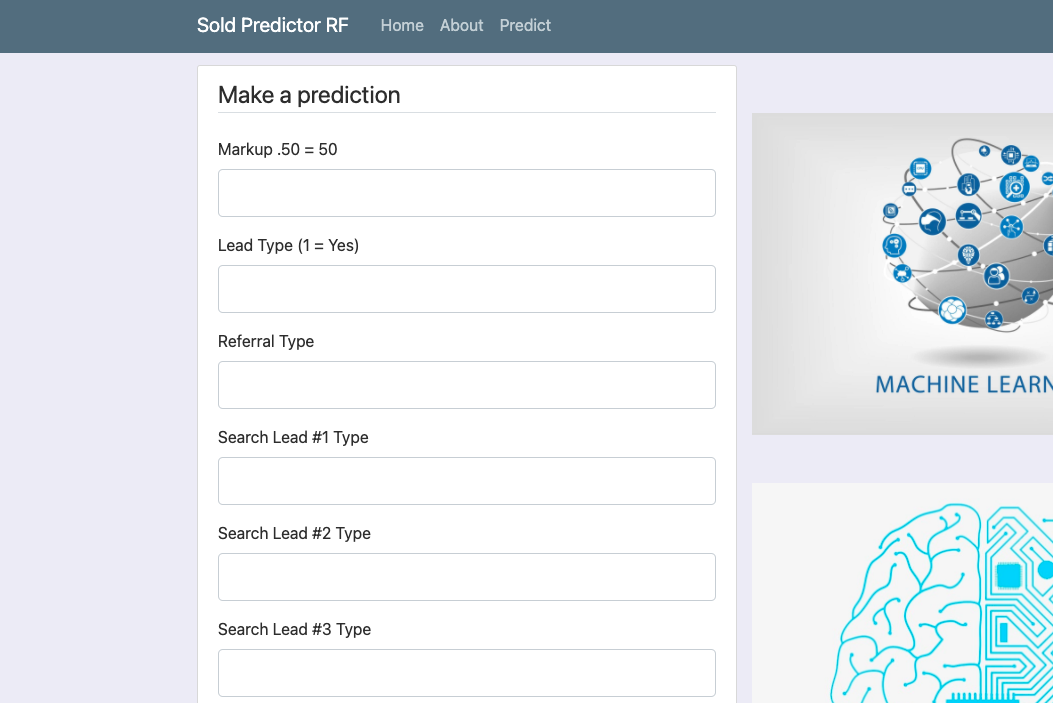 Sold Predictor RF Home About Predict
Make a prediction
Markup .50 = 50
Lead Type (1 = Yes)
Referral Type
Search Lead #1 Type
Search Lead #2 Type
Search Lead #3 Type
MACHINE LEARN